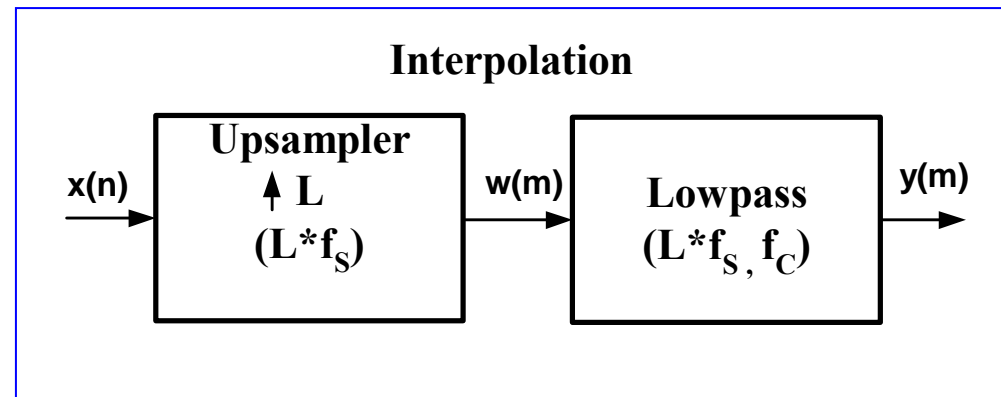 Interpolation
x(n)
Upsampler
↑ L
(L*fS)
w(m)
Lowpass
(L*fS , fC)
y(m)